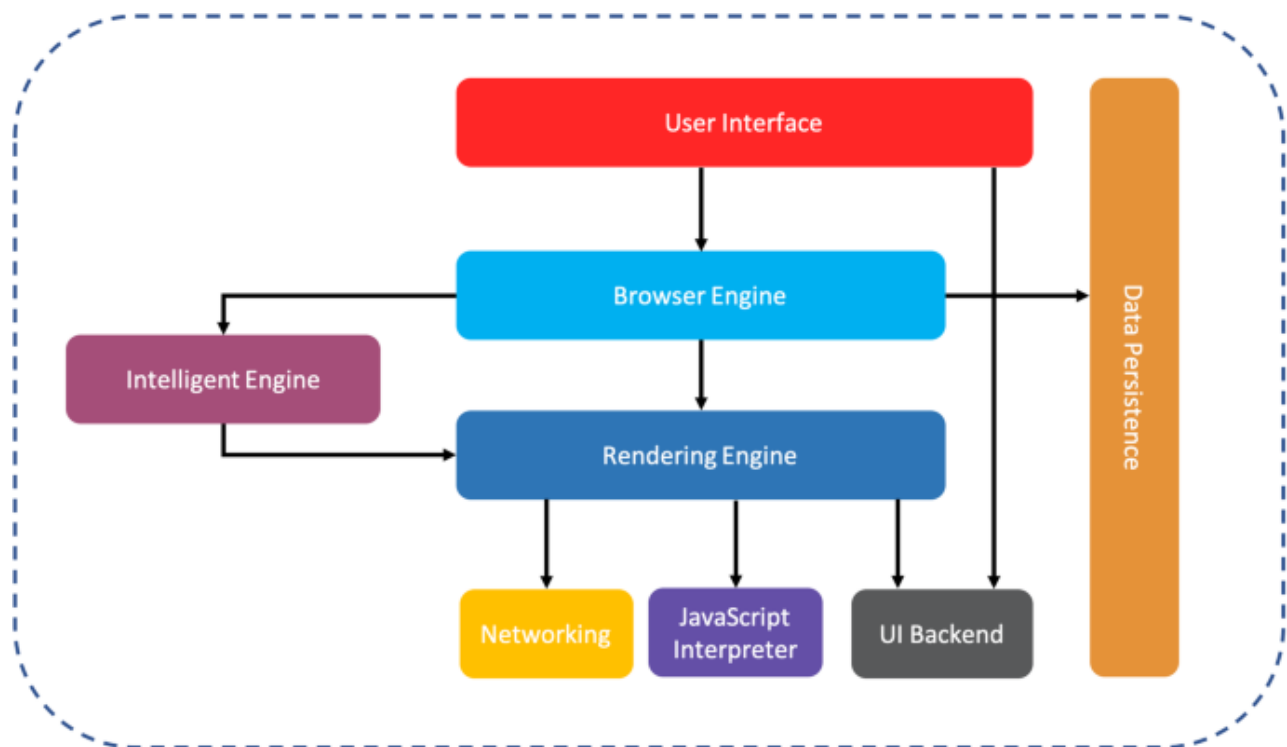 User Interface
Browser Engine
Data Persistence
Intelligent Engine
Rendering Engine
Networking
JavaScript
Interpreter
UI Backend